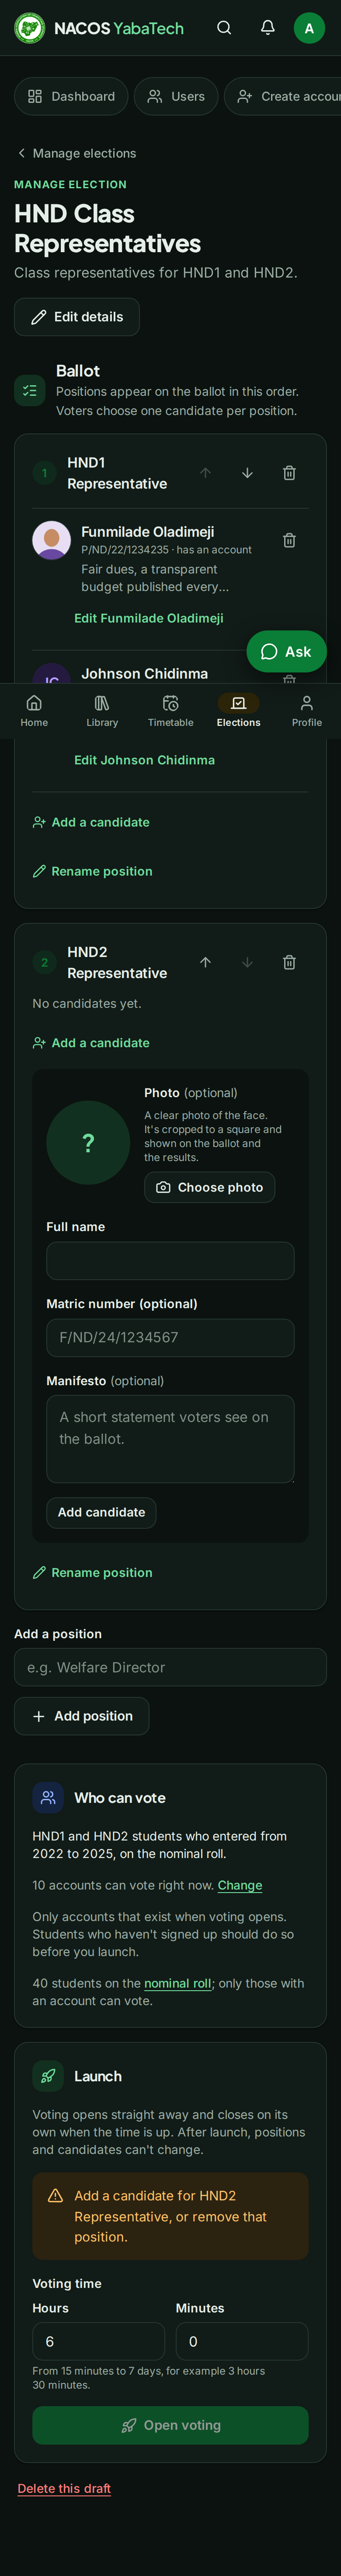 NACOS YabaTech
A
Dashboard
Users
Create accour
Manage elections
MANAGE ELECTION
HND Class
Representatives
Class representatives for HND1 and HND2.
Edit details
Ballot
Positions appear on the ballot in this order.
Voters choose one candidate per position.
1
HND1
Representative
Funmilade Oladimeji
P/ND/22/1234235 · has an account
Fair dues, a transparent
budget published every...
Edit Funmilade Oladimeji
Ask
Johnson Chidinma
Home
Library
Timetable
Elections
Profile
Edit Johnson Chidinma
Add a candidate
Rename position
2
HND2
Representative
No candidates yet.
Add a candidate
?
Photo (optional)
A clear photo of the face.
It's cropped to a square and
shown on the ballot and
the results.
Choose photo
Full name
Matric number (optional)
F/ND/24/1234567
Manifesto (optional)
A short statement voters see on
the ballot.
Add candidate
Rename position
Add a position
e.g. Welfare Director
Add position
Who can vote
HND1 and HND2 students who entered from
2022 to 2025, on the nominal roll.
10 accounts can vote right now. Change
Only accounts that exist when voting opens.
Students who haven't signed up should do so
before you launch.
40 students on the nominal roll; only those with
an account can vote.
Launch
Voting opens straight away and closes on its
own when the time is up. After launch, positions
and candidates can't change.
Add a candidate for HND2
Representative, or remove that
position.
Voting time
Hours
Minutes
6
0
From 15 minutes to 7 days, for example 3 hours
30 minutes.
Open voting
Delete this draft